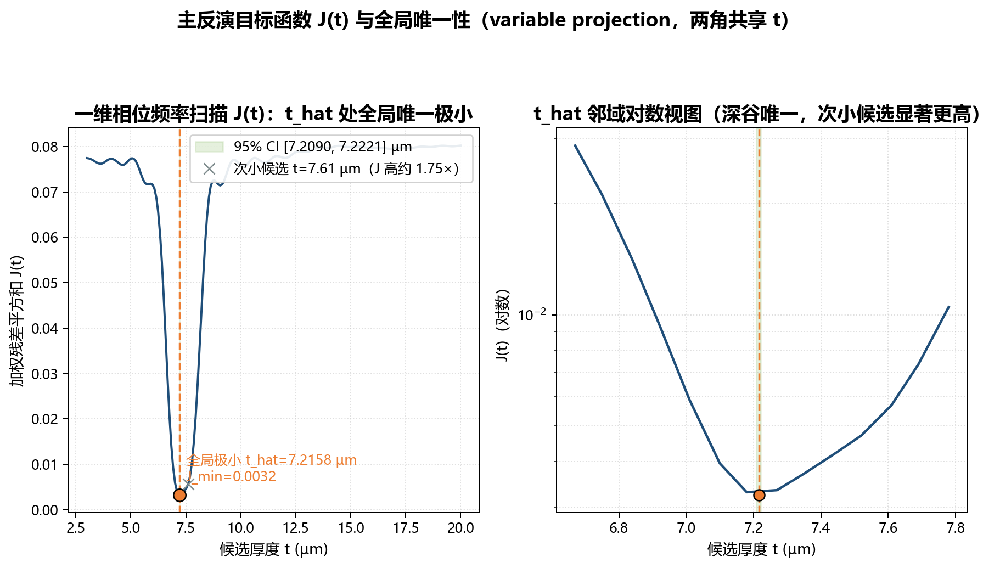 主反演目标函数 J(t) 与全局唯一性（variable projection，两角共享 t）
一维相位频率扫描 J(t)：t_hat 处全局唯一极小
加权残差平方和 J(t)
0.08
0.07
0.06
0.05
0.04
0.03
0.02
0.01
0.00
95% CI [7.2090, 7.2221] μm
次小候选 t=7.61 μm（J 高约 1.75×）
全局极小 t_hat=7.2158 μm
J_min=0.0032
2.5 5.0 7.5 10.0 12.5 15.0 17.5 20.0
候选厚度 t (μm)
t_hat 邻域对数视图（深谷唯一，次小候选显著更高）
J(t)（对数）
10⁻²
6.8 7.0 7.2 7.4 7.6 7.8
候选厚度 t (μm)